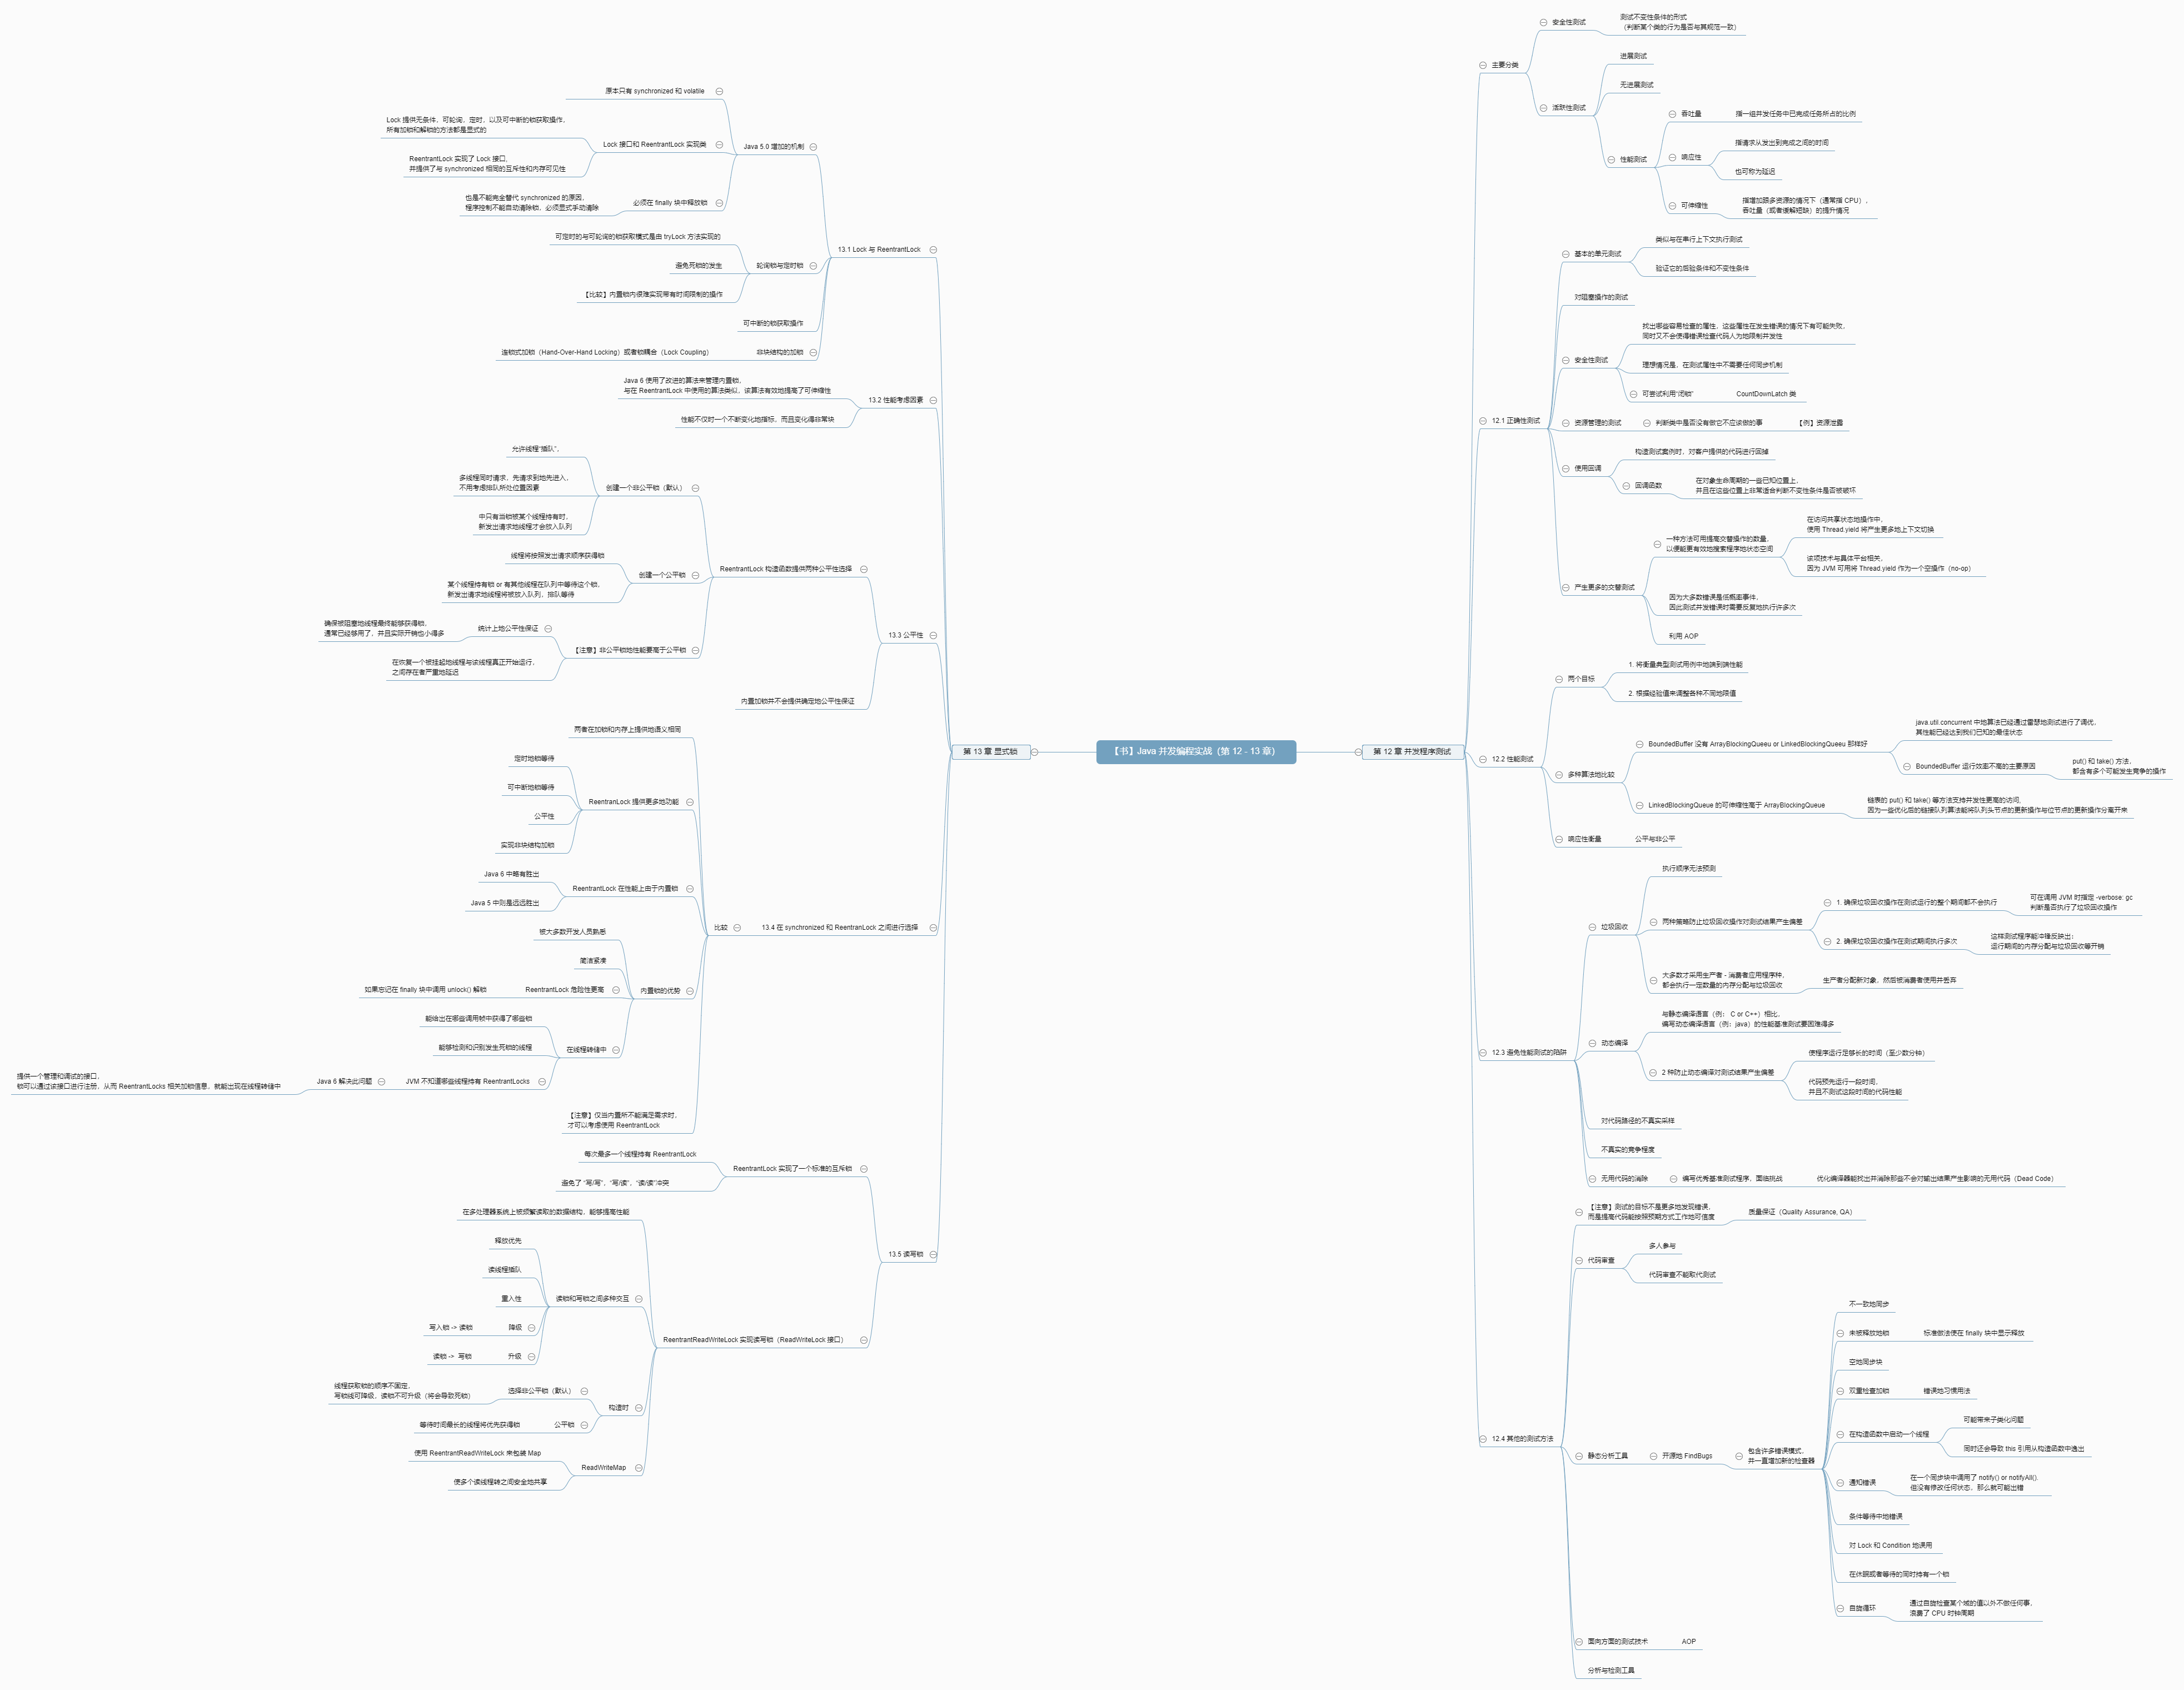 【书】Java 并发编程实战（第 12 - 13 章）
第 12 章 并发程序测试
主要分类
安全性测试
测试不变性条件的形式
（判断某个类的行为是否与其规范一致）
活跃性测试
进展测试
无进展测试
性能测试
吞吐量
指一组并发任务中已完成任务所占的比例
响应性
指请求从发出到完成之间的时间
也可称为延迟
可伸缩性
指增加跟多资源的情况下（通常指 CPU），
吞吐量（或者缓解短缺）的提升情况
12.1 正确性测试
基本的单元测试
类似与在串行上下文执行测试
验证它的后验条件和不变性条件
对阻塞操作的测试
安全性测试
找出哪些容易检查的属性，这些属性在发生错误的情况下有可能失败，
同时又不会使得错误检查代码人为地限制并发性
理想情况是，在测试属性中不需要任何同步机制
可尝试利用“闭锁”
CountDownLatch 类
资源管理的测试
判断类中是否没有做它不应该做的事
【例】资源泄露
使用回调
构造测试案例时，对客户提供的代码进行回掉
回调函数
在对象生命周期的一些已知位置上，
并且在这些位置上非常适合判断不变性条件是否被破坏
产生更多的交替测试
一种方法可用提高交替操作的数量，
以便能更有效地搜索程序地状态空间
在访问共享状态地操作中，
使用 Thread.yield 将产生更多地上下文切换
该项技术与具体平台相关，
因为 JVM 可用将 Thread.yield 作为一个空操作（no-op）
因为大多数错误是低概率事件，
因此测试并发错误时需要反复地执行许多次
利用 AOP
12.2 性能测试
两个目标
1. 将衡量典型测试用例中地端到端性能
2. 根据经验值来调整各种不同地限值
多种算法地比较
BoundedBuffer 没有 ArrayBlockingQueeu or LinkedBlockingQueeu 那样好
java.util.concurrent 中地算法已经通过雷慧地测试进行了调优，
其性能已经达到我们已知的最佳状态
BoundedBuffer 运行效率不高的主要原因
put() 和 take() 方法，
都含有多个可能发生竞争的操作
LinkedBlockingQueue 的可伸缩性高于 ArrayBlockingQueue
链表的 put() 和 take() 等方法支持并发性更高的访问，
因为一些优化后的链接队列算法能将队列头节点的更新操作与位节点的更新操作分离开来
响应性衡量
公平与非公平
12.3 避免性能测试的陷阱
垃圾回收
执行顺序无法预测
两种策略防止垃圾回收操作对测试结果产生偏差
1. 确保垃圾回收操作在测试运行的整个期间都不会执行
可在调用 JVM 时指定 -verbose: gc
判断是否执行了垃圾回收操作
2. 确保垃圾回收操作在测试期间执行多次
这样测试程序能冲锋反映出：
运行期间的内存分配与垃圾回收等开销
大多数才采用生产者 - 消费者应用程序种，
都会执行一定数量的内存分配与垃圾回收
生产者分配新对象，然后被消费者使用并丢弃
动态编译
与静态编译语言（例： C or C++）相比，
编写动态编译语言（例：java）的性能基准测试要困难得多
2 种防止动态编译对测试结果产生偏差
使程序运行足够长的时间（至少数分钟）
代码预先运行一段时间，
并且不测试这段时间的代码性能
对代码路径的不真实采样
不真实的竞争程度
无用代码的消除
编写优秀基准测试程序，面临挑战
优化编译器能找出并消除那些不会对输出结果产生影响的无用代码（Dead Code）
12.4 其他的测试方法
【注意】测试的目标不是更多地发现错误，
而是提高代码能按照预期方式工作地可信度
质量保证（Quality Assurance, QA）
代码审查
多人参与
代码审查不能取代测试
静态分析工具
开源地 FindBugs
包含许多错误模式，
并一直增加新的检查器
不一致地同步
未被释放地锁
标准做法使在 finally 块中显示释放
空地同步块
双重检查加锁
错误地习惯用法
在构造函数中启动一个线程
可能带来子类化问题
同时还会导致 this 引用从构造函数中逸出
通知错误
在一个同步块中调用了 notify() or notifyAll()，
但没有修改任何状态，那么就可能出错
条件等待中地错误
对 Lock 和 Condition 地误用
在休眠或者等待的同时持有一个锁
自旋循环
通过自旋检查某个域的值以外不做任何事，
浪费了 CPU 时钟周期
面向方面的测试技术
AOP
分析与检测工具
第 13 章 显式锁
13.1 Lock 与 ReentrantLock
Java 5.0 增加的机制
原本只有 synchronized 和 volatile
Lock 接口和 ReentrantLock 实现类
Lock 提供无条件，可轮询，定时，以及可中断的锁获取操作，
所有加锁和解锁的方法都是显式的
ReentrantLock 实现了 Lock 接口，
并提供了与 synchronized 相同的互斥性和内存可见性
必须在 finally 块中释放锁
也是不能完全替代 synchronized 的原因，
程序控制不能自动清除锁，必须显式手动清除
轮询锁与定时锁
可定时的与可轮询的锁获取模式是由 tryLock 方法实现的
避免死锁的发生
【比较】内置锁内很难实现带有时间限制的操作
可中断的锁获取操作
非块结构的加锁
连锁式加锁（Hand-Over-Hand Locking）或者锁耦合（Lock Coupling）
13.2 性能考虑因素
Java 6 使用了改进的算法来管理内置锁，
与在 ReentrantLock 中使用的算法类似，该算法有效地提高了可伸缩性
性能不仅时一个不断变化地指标，而且变化得非常块
13.3 公平性
ReentrantLock 构造函数提供两种公平性选择
创建一个非公平锁（默认）
允许线程“插队”，
多线程同时请求，先请求到地先进入，
不用考虑排队所处位置因素
中只有当锁被某个线程持有时，
新发出请求地线程才会放入队列
创建一个公平锁
线程将按照发出请求顺序获得锁
某个线程持有锁 or 有其他线程在队列中等待这个锁，
新发出请求地线程将被放入队列，排队等待
【注意】非公平锁地性能要高于公平锁
统计上地公平性保证
确保被阻塞地线程最终能够获得锁，
通常已经够用了，并且实际开销也小得多
在恢复一个被挂起地线程与该线程真正开始运行，
之间存在者严重地延迟
内置加锁并不会提供确定地公平性保证
13.4 在 synchronized 和 ReentranLock 之间进行选择
比较
两者在加锁和内存上提供地语义相同
ReentranLock 提供更多地功能
定时地锁等待
可中断地锁等待
公平性
实现非块结构加锁
ReentrantLock 在性能上由于内置锁
Java 6 中略有胜出
Java 5 中则是远远胜出
内置锁的优势
被大多数开发人员熟悉
简洁紧凑
ReentrantLock 危险性更高
如果忘记在 finally 块中调用 unlock() 解锁
在线程转储中
能给出在哪些调用帧中获得了哪些锁
能够检测和识别发生死锁的线程
JVM 不知道哪些线程持有 ReentrantLocks
Java 6 解决此问题
提供一个管理和调试的接口，
锁可以通过该接口进行注册，从而 ReentrantLocks 相关加锁信息，就能出现在线程转储中
【注意】仅当内置所不能满足需求时，
才可以考虑使用 ReentrantLock
13.5 读写锁
ReentrantLock 实现了一个标准的互斥锁
每次最多一个线程持有 ReentrantLock
避免了 “写/写”，“写/读”，“读/读”冲突
ReentrantReadWriteLock 实现读写锁（ReadWriteLock 接口）
在多处理器系统上被频繁读取的数据结构，能够提高性能
读锁和写锁之间多种交互
释放优先
读线程插队
重入性
降级
写入锁 -> 读锁
升级
读锁 -> 写锁
构造时
选择非公平锁（默认）
线程获取锁的顺序不固定，
写锁线可降级，读锁不可升级（将会导致死锁）
公平锁
等待时间最长的线程将优先获得锁
ReadWriteMap
使用 ReentrantReadWriteLock 来包装 Map
使多个读线程转之间安全地共享